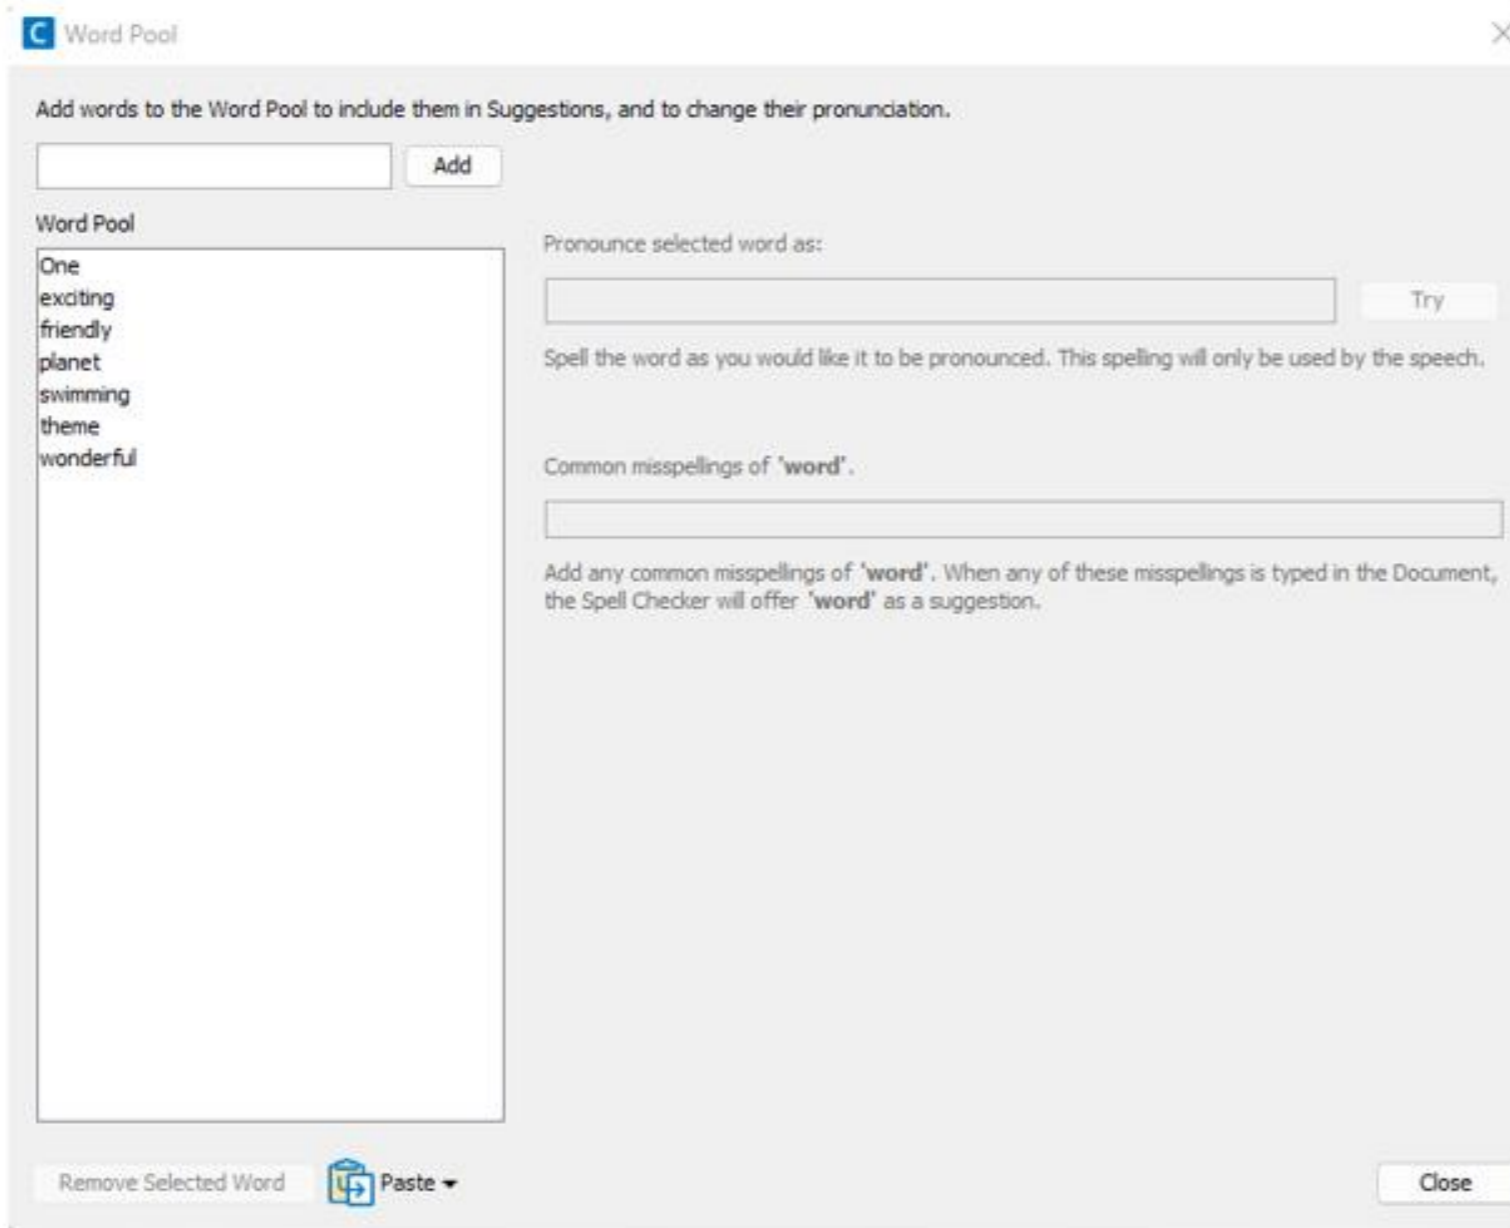 C Word Pool
Add words to the Word Pool to include them in Suggestions, and to change their pronunciation.
Add
Word Pool
One
exciting
friendly
planet
swimming
theme
wonderful
Pronounce selected word as:
Try
Spell the word as you would like it to be pronounced. This spelling will only be used by the speech.
Common misspellings of 'word'.
Add any common misspellings of 'word'. When any of these misspellings is typed in the Document,
the Spell Checker will offer 'word' as a suggestion.
Remove Selected Word
Paste
Close